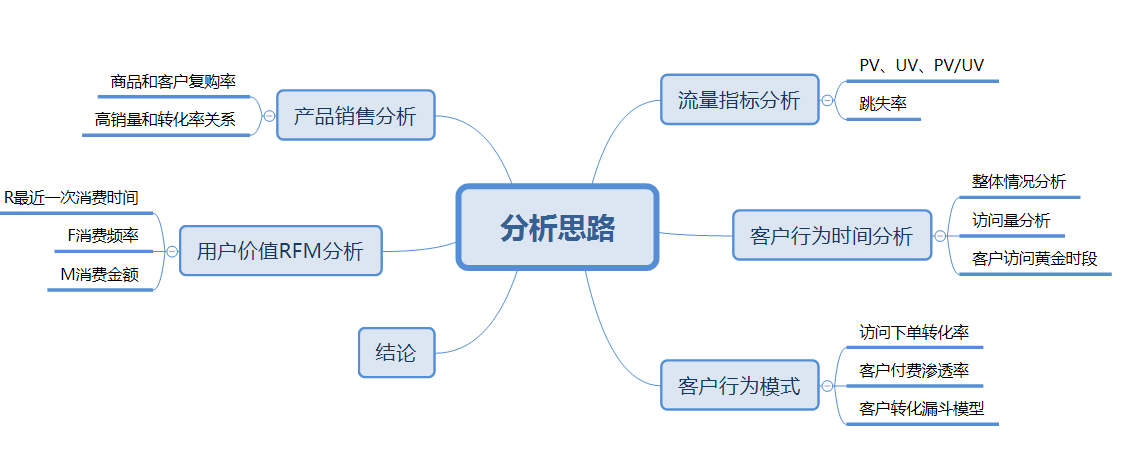 分析思路
流量指标分析
PV、UV、PV/UV
跳失率
客户行为时间分析
整体情况分析
访问量分析
客户访问黄金时段
客户行为模式
访问下单转化率
客户付费渗透率
客户转化漏斗模型
产品销售分析
商品和客户复购率
高销量和转化率关系
用户价值RFM分析
R最近一次消费时间
F消费频率
M消费金额
结论